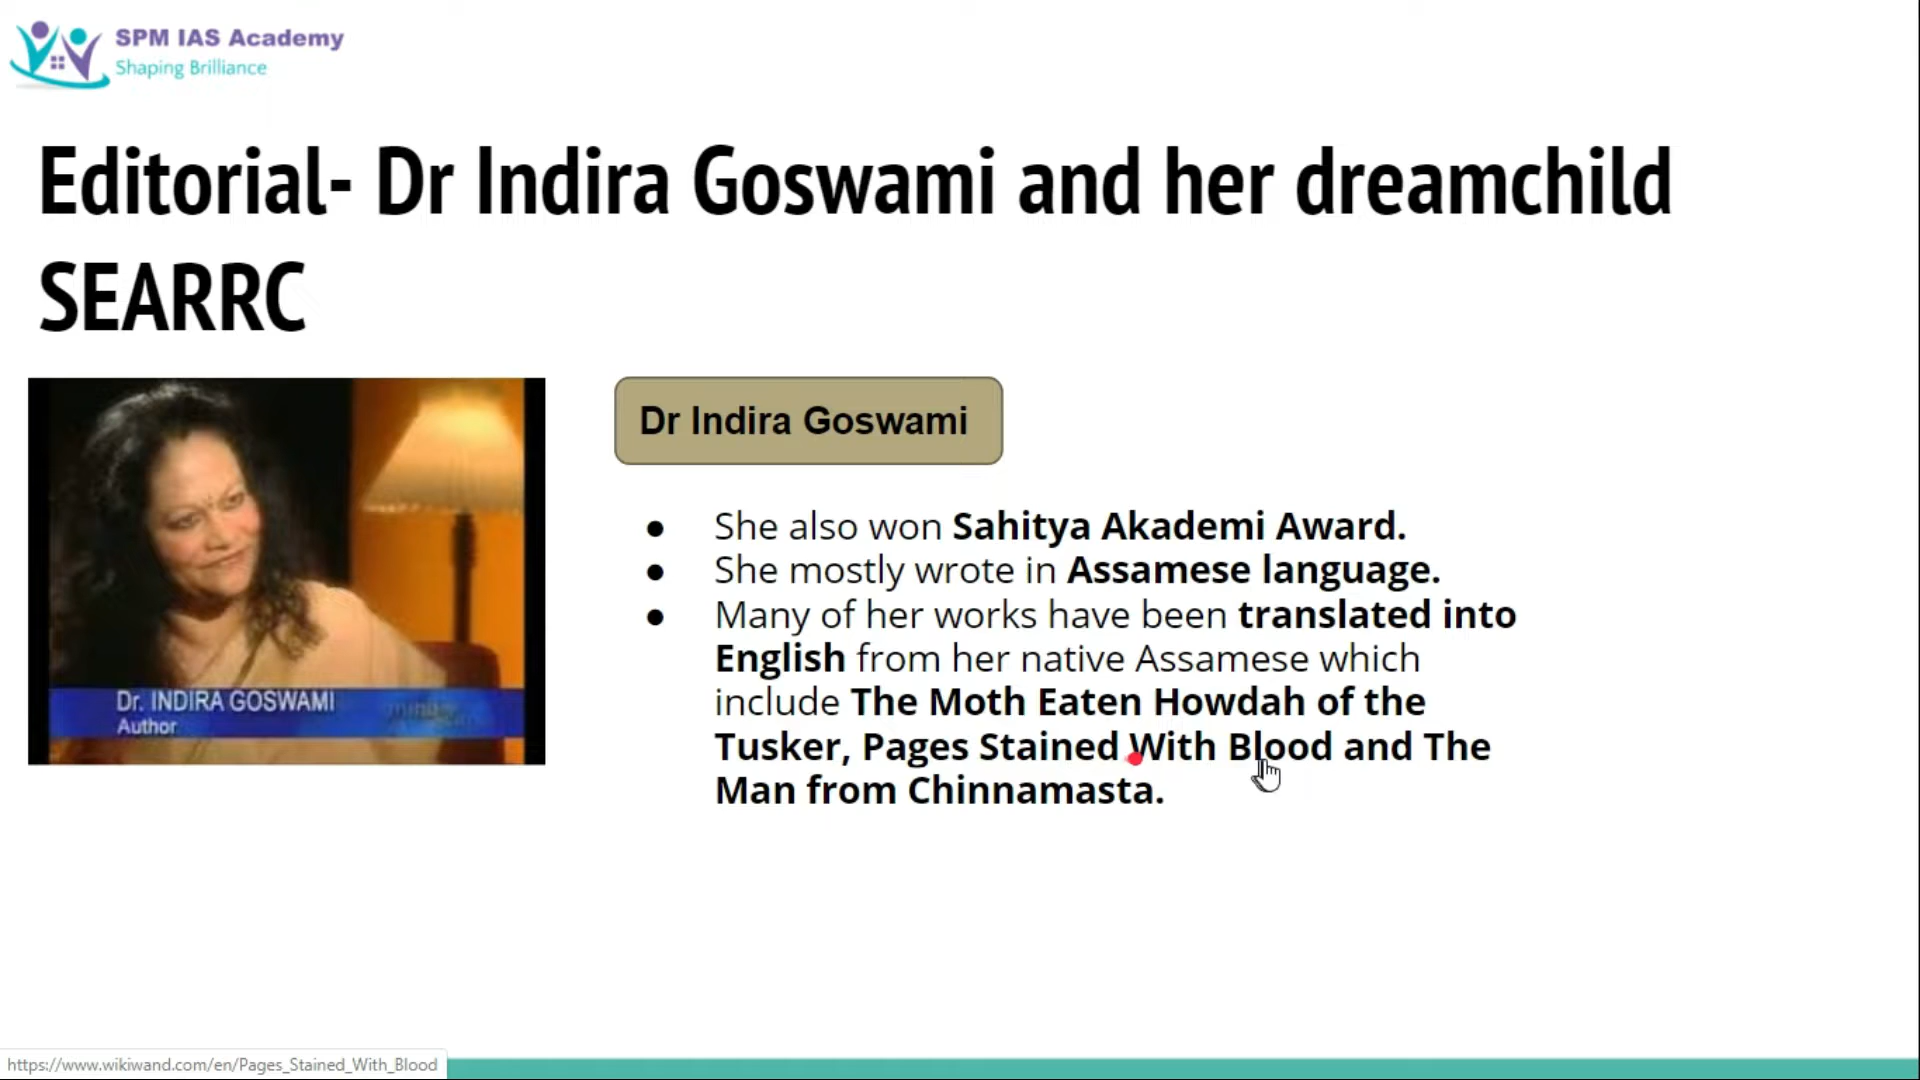 SPM IAS Academy
Shaping Brilliance
Editorial- Dr Indira Goswami and her dreamchild
SEARRC
Dr. INDIRA GOSWAMI
Author
Dr Indira Goswami
● She also won Sahitya Akademi Award.
● She mostly wrote in Assamese language.
● Many of her works have been translated into
English from her native Assamese which
include The Moth Eaten Howdah of the
Tusker, Pages Stained With Blood and The
Man from Chinnamasta.
https://www.wikiwand.com/en/Pages_Stained_With_Blood